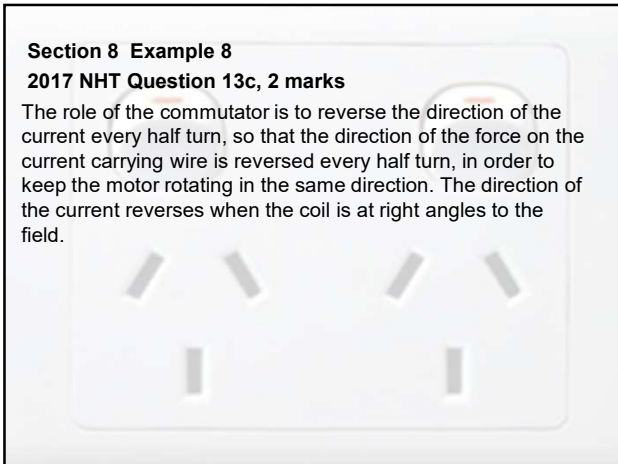 Section 8 Example 8
2017 NHT Question 13c, 2 marks
The role of the commutator is to reverse the direction of the
current every half turn, so that the direction of the force on the
current carrying wire is reversed every half turn, in order to
keep the motor rotating in the same direction. The direction of
the current reverses when the coil is at right angles to the
field.